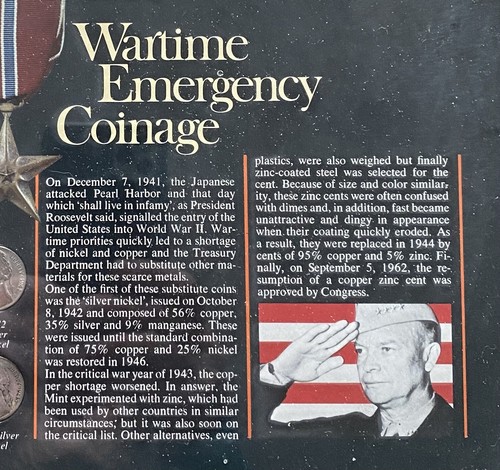 Wartime
Emergency
Coinage
On December 7, 1941, the Japanese
attacked Pearl Harbor and that day
which 'shall live in infamy', as President
Roosevelt said, signalled the entry of the
United States into World War II. War-
time priorities quickly led to a shortage
of nickel and copper and the Treasury
Department had to substitute other ma-
terials for these scarce metals.
One of the first of these substitute coins
was the 'silver nickel', issued on October
8, 1942 and composed of 56% copper,
35% silver and 9% manganese. These
were issued until the standard combina-
tion of 75% copper and 25% nickel
was restored in 1946.
In the critical war year of 1943, the cop-
per shortage worsened. In answer, the
Mint experimented with zinc, which had
been used by other countries in similar
circumstances, but it was also soon on
the critical list. Other alternatives, even
plastics, were also weighed but finally
zinc-coated steel was selected for the
cent. Because of size and color similar-
ity, these zinc cents were often confused
with dimes and, in addition, fast became
unattractive and dingy in appearance
when their coating quickly eroded. As
a result, they were replaced in 1944 by
cents of 95% copper and 5% zinc. Fi-
nally, on September 5, 1962, the re-
sumption of a copper zinc cent was
approved by Congress.